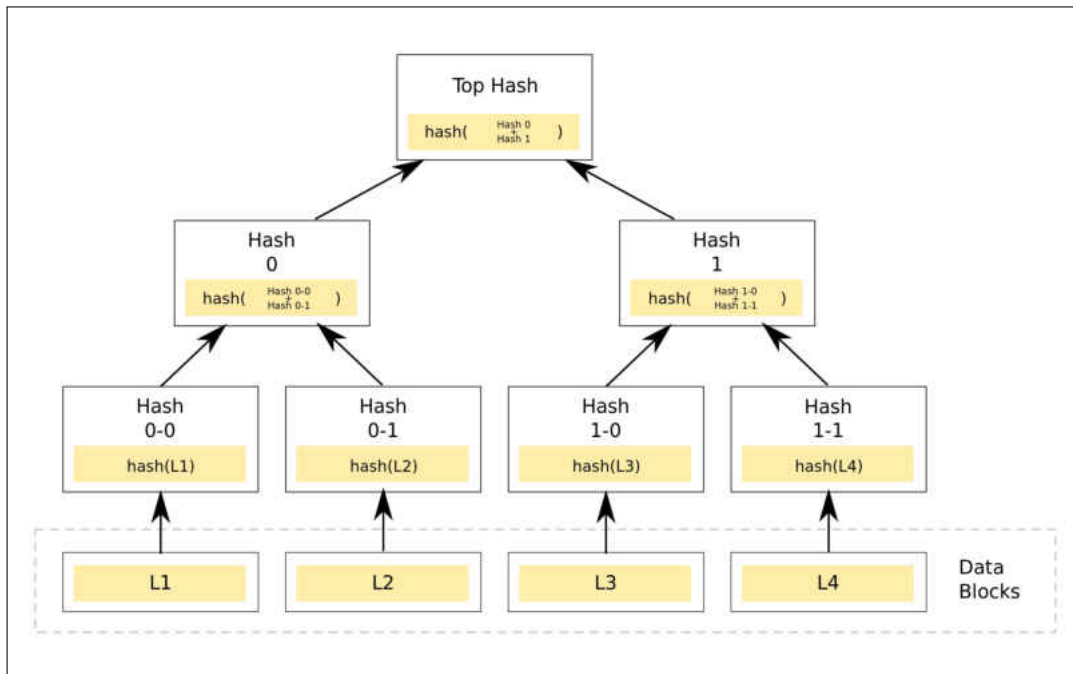 Top Hash
hash( Hash 0 + Hash 1 )
Hash
0
hash( Hash 0-0 + Hash 0-1 )
Hash
1
hash( Hash 1-0 + Hash 1-1 )
Hash
0-0
hash(L1)
Hash
0-1
hash(L2)
Hash
1-0
hash(L3)
Hash
1-1
hash(L4)
L1
L2
L3
L4
Data
Blocks